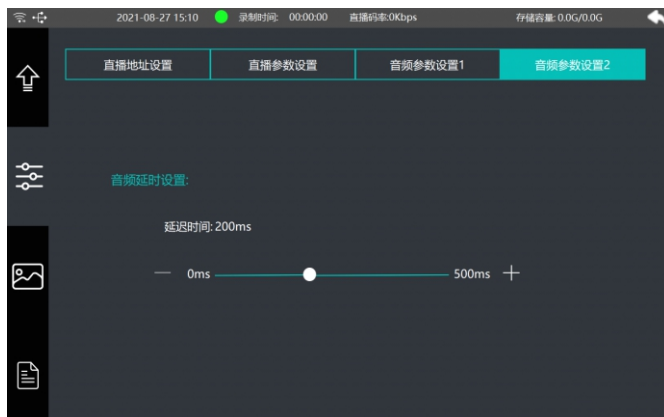 2021-08-27 15:10 录制时间: 00:00:00 直播码率:0Kbps 存储容量: 0.0G/0.0G
直播地址设置 直播参数设置 音频参数设置1 音频参数设置2
音频延时设置:
延迟时间: 200ms
0ms 500ms